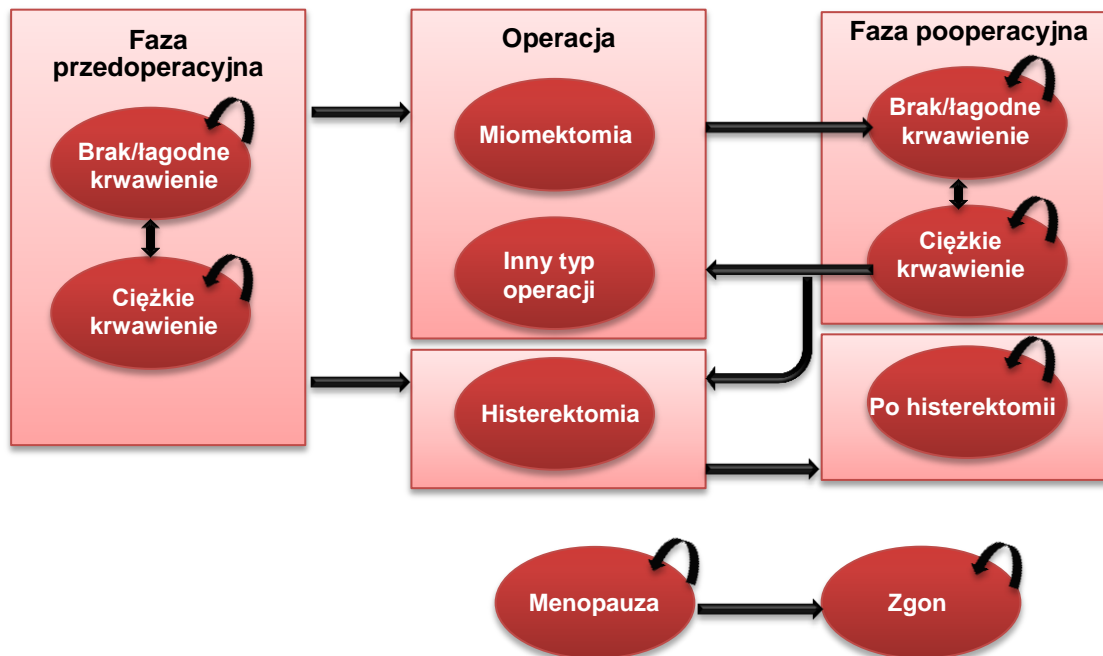 Faza
przedoperacyjna
Brak/łagodne
krwawienie
Ciężkie
krwawienie
Operacja
Miomektomia
Inny typ
operacji
Histerektomia
Faza pooperacyjna
Brak/łagodne
krwawienie
Ciężkie
krwawienie
Po histerektomii
Menopauza
Zgon